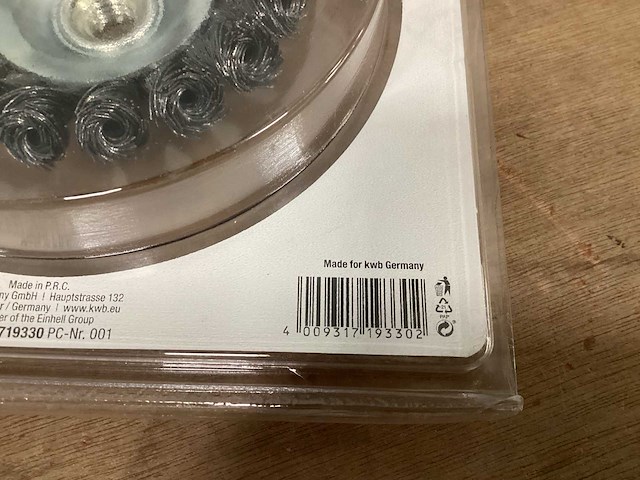 Made for kwb Germany
Made in P.R.C.
ny GmbH | Hauptstrasse 132
r / Germany | www.kwb.eu
er of the Einhell Group
719330 PC-Nr. 001
4 009317 193302
PAP